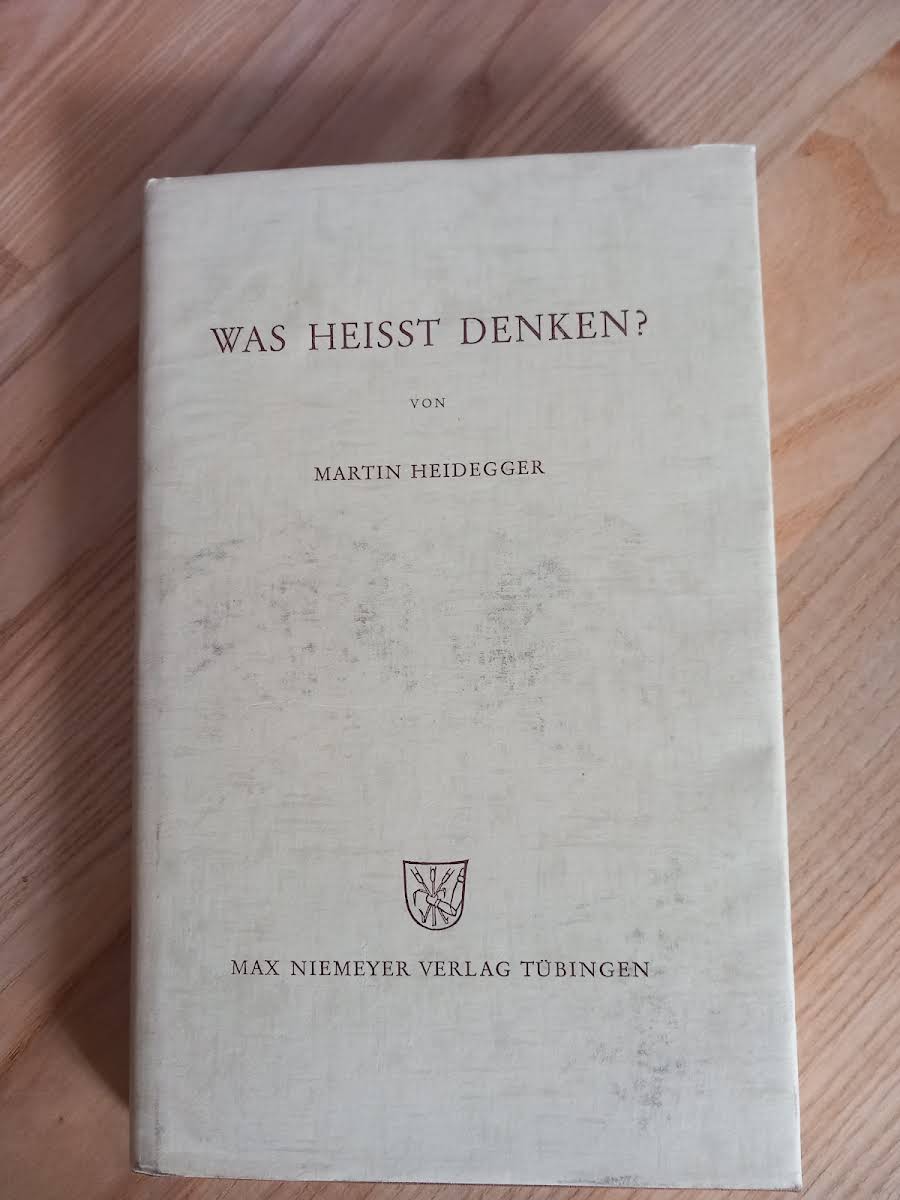 WAS HEISST DENKEN?
VON
MARTIN HEIDEGGER
MAX NIEMEYER VERLAG TÜBINGEN